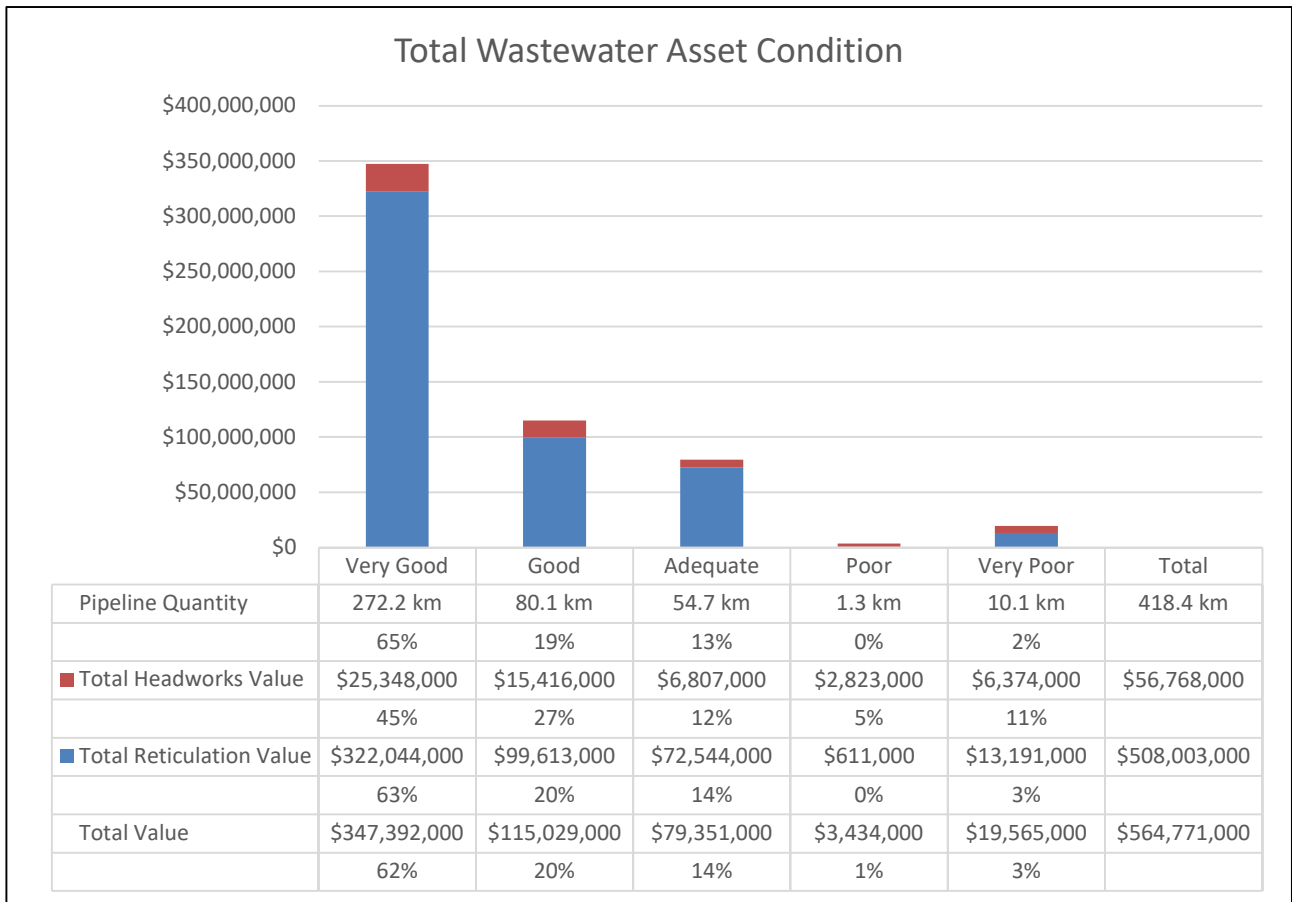 Total Wastewater Asset Condition
$400,000,000
$350,000,000
$300,000,000
$250,000,000
$200,000,000
$150,000,000
$100,000,000
$50,000,000
$0
Very Good Good Adequate Poor Very Poor Total
Pipeline Quantity 272.2 km 80.1 km 54.7 km 1.3 km 10.1 km 418.4 km
65% 19% 13% 0% 2%
Total Headworks Value $25,348,000 $15,416,000 $6,807,000 $2,823,000 $6,374,000 $56,768,000
45% 27% 12% 5% 11%
Total Reticulation Value $322,044,000 $99,613,000 $72,544,000 $611,000 $13,191,000 $508,003,000
63% 20% 14% 0% 3%
Total Value $347,392,000 $115,029,000 $79,351,000 $3,434,000 $19,565,000 $564,771,000
62% 20% 14% 1% 3%